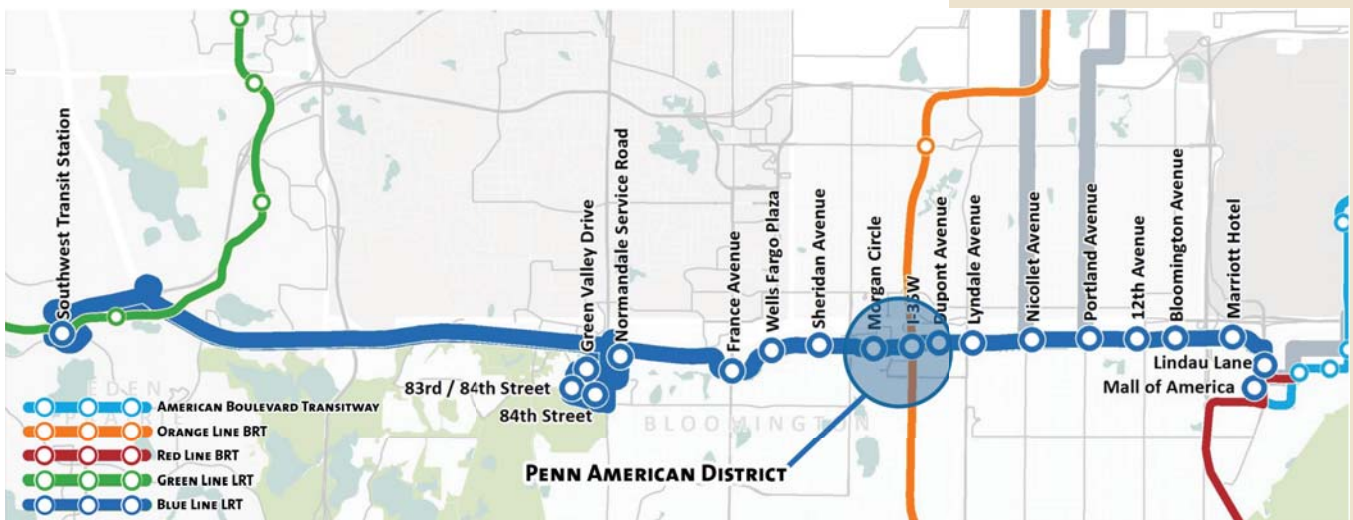 Southwest Transit Station
Green Valley Drive
Normandale Service Road
France Avenue
Wells Fargo Plaza
Sheridan Avenue
Morgan Circle
I-35W
Dupont Avenue
Lyndale Avenue
Nicollet Avenue
Portland Avenue
12th Avenue
Bloomington Avenue
Marriott Hotel
Lindau Lane
Mall of America
83rd / 84th Street
84th Street
EDEN
BLOOMINGTON
PENN AMERICAN DISTRICT
AMERICAN BOULEVARD TRANSITWAY
ORANGE LINE BRT
RED LINE BRT
GREEN LINE LRT
BLUE LINE LRT